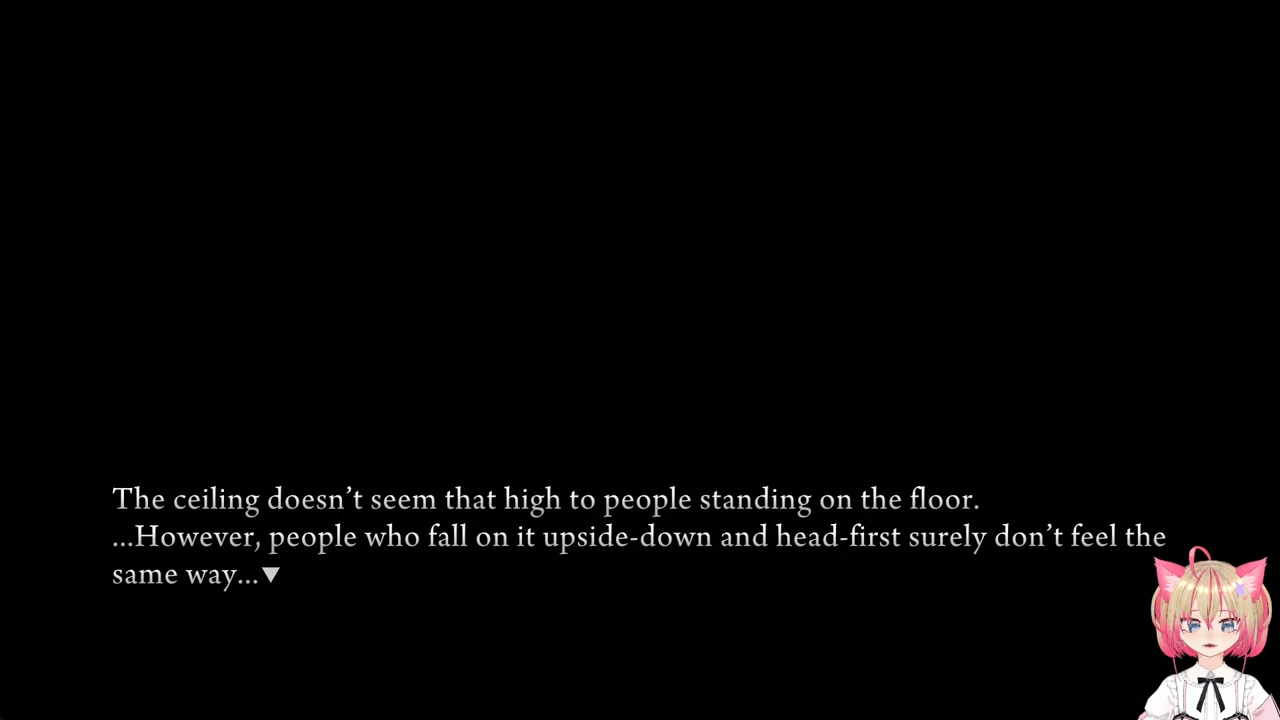 The ceiling doesn’t seem that high to people standing on the floor.
...However, people who fall on it upside-down and head-first surely don’t feel the
same way...▼